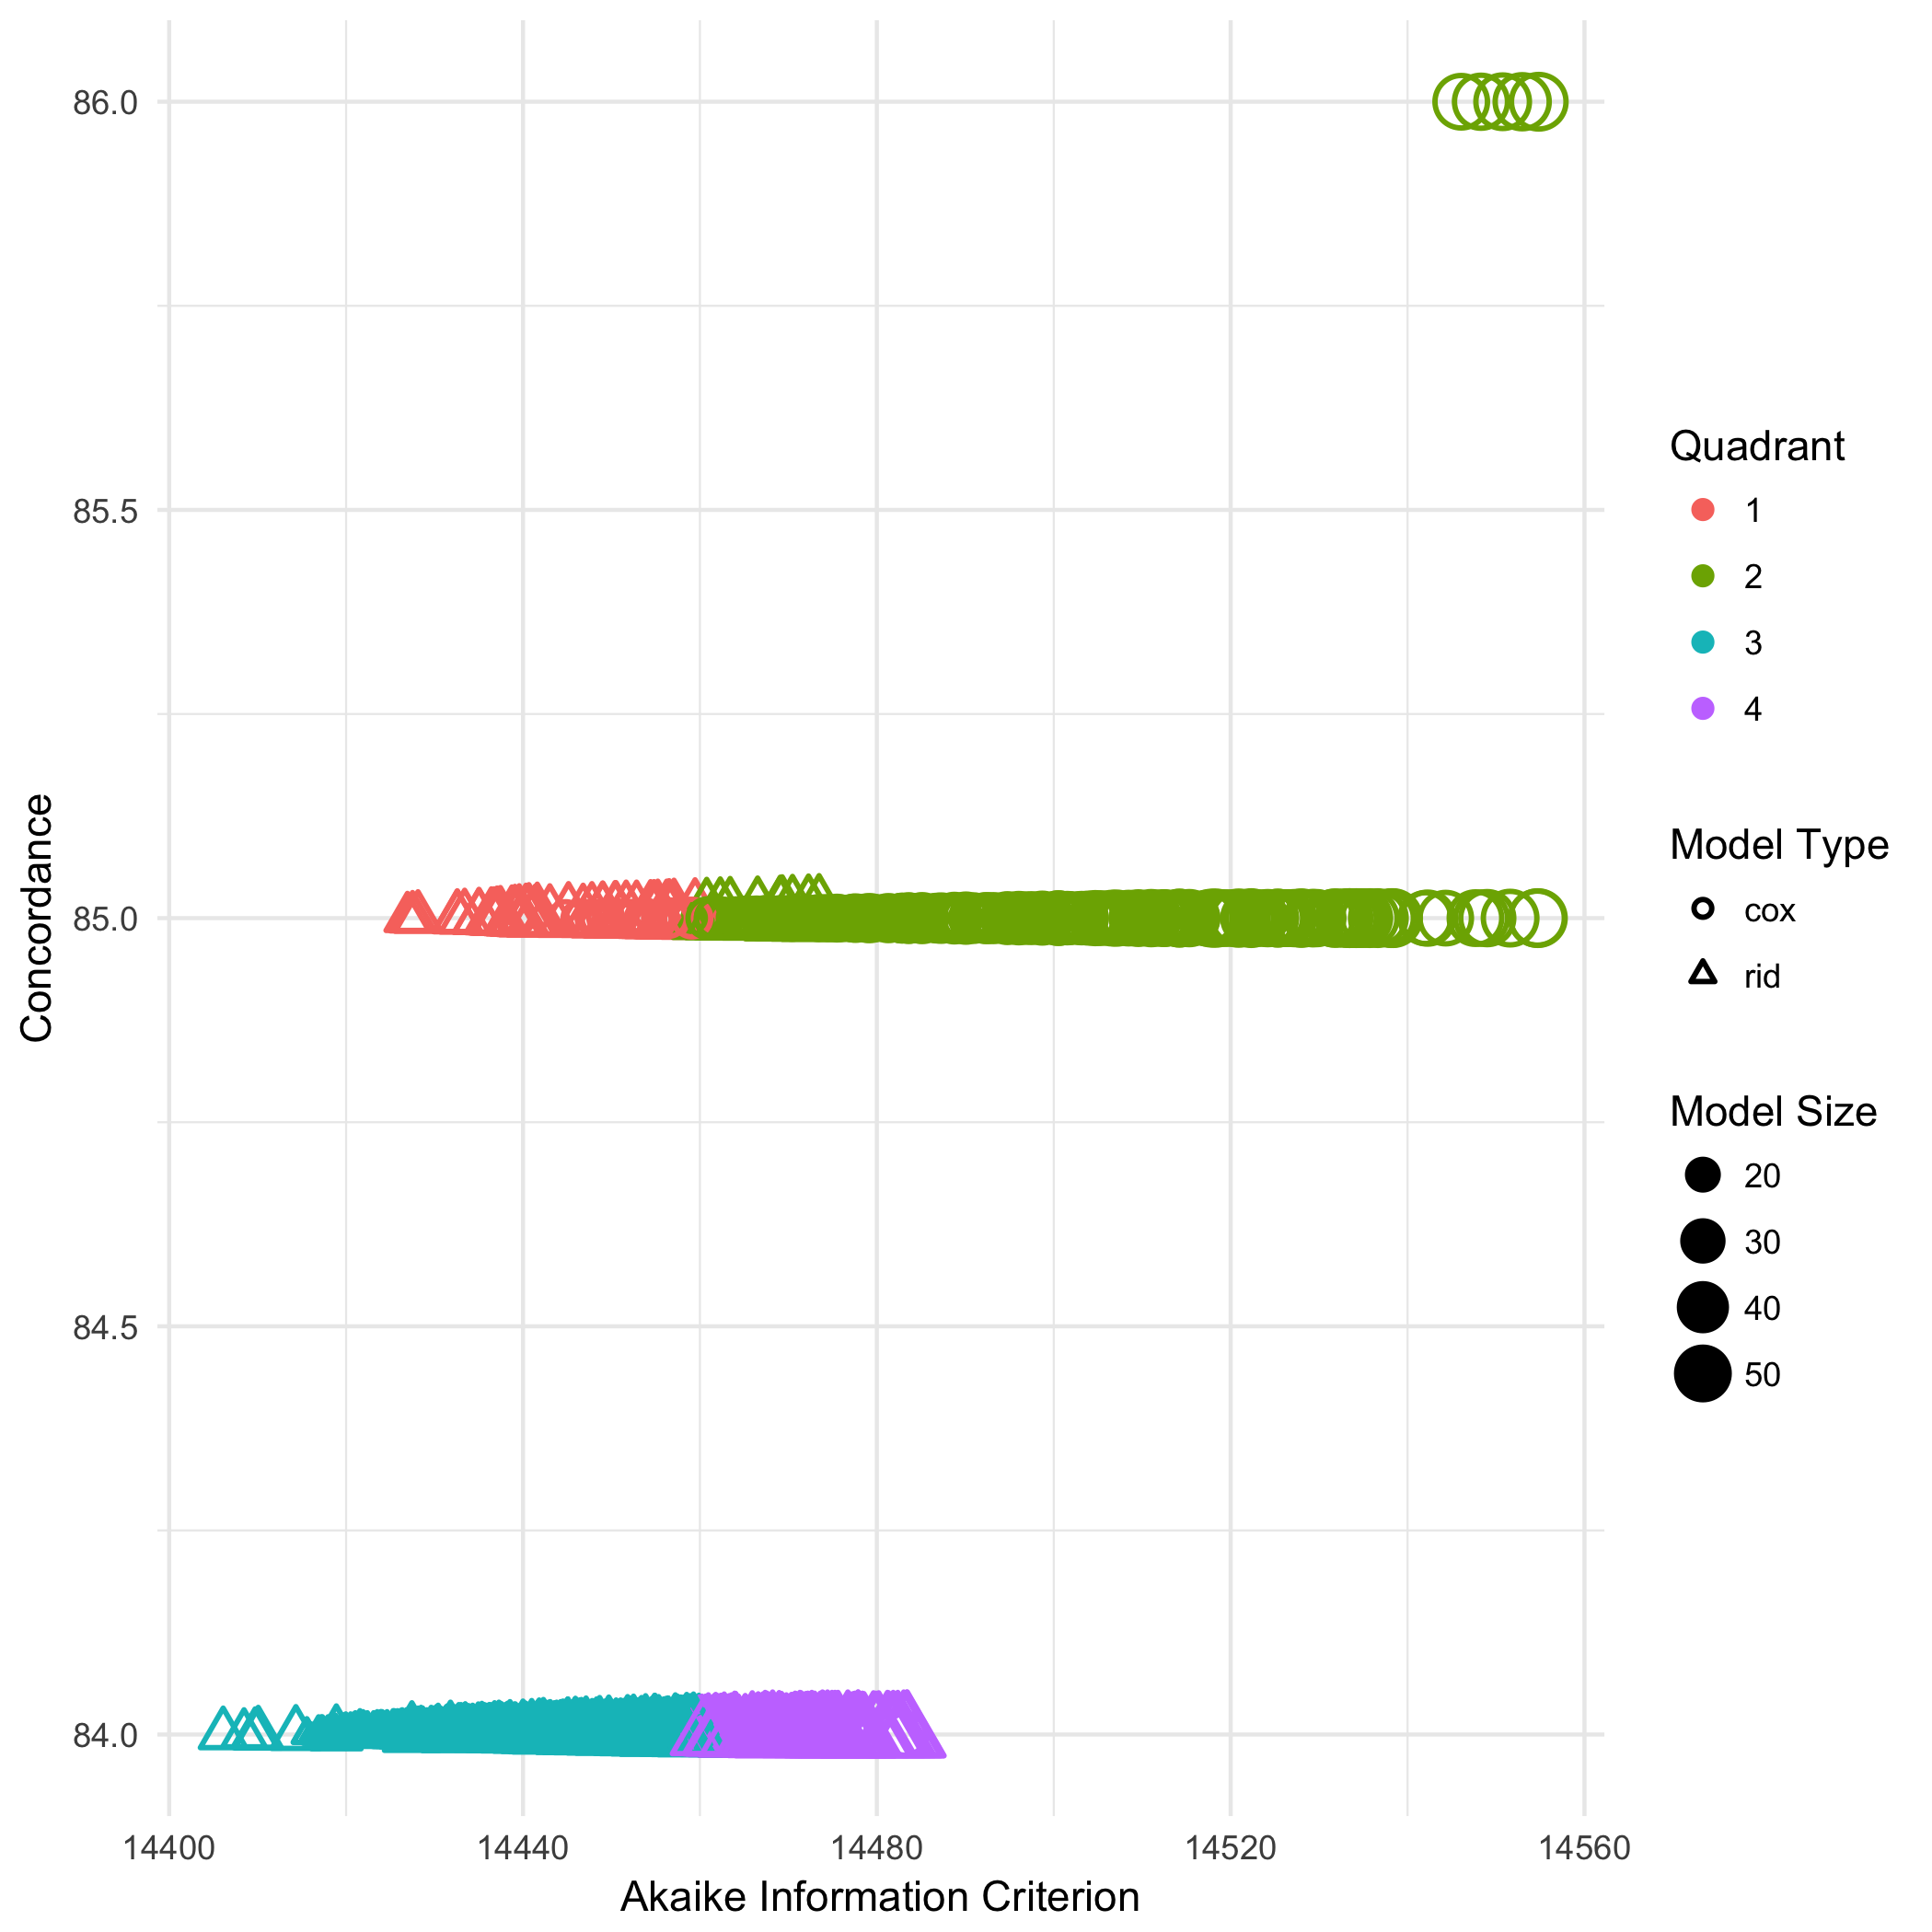 86.0
85.5
85.0
84.5
84.0
Concordance
14400 14440 14480 14520 14560
Akaike Information Criterion
Quadrant
1
2
3
4
Model Type
cox
rid
Model Size
20
30
40
50